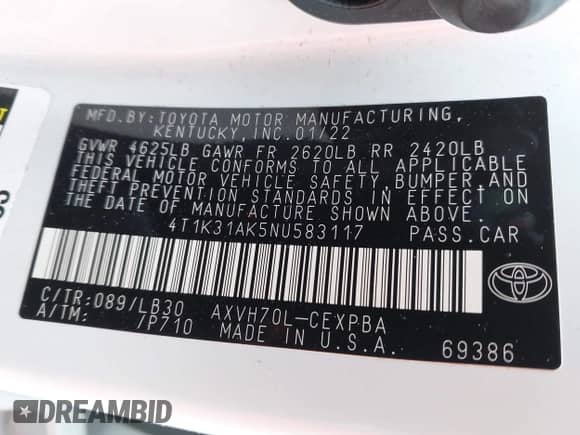 MFD.BY:TOYOTA MOTOR MANUFACTURING,
KENTUCKY,INC.01/22
GVWR 4625LB GAWR FR 2620LB RR 2420LB
THIS VEHICLE CONFORMS TO ALL APPLICABLE
FEDERAL MOTOR VEHICLE SAFETY,BUMPER,AND
THEFT PREVENTION STANDARDS IN EFFECT ON
THE DATE OF MANUFACTURE SHOWN ABOVE.
4T1K31AK5NU583117 PASS.CAR
C/TR:089/LB30 AXVH70L-CEXPBA
A/TM: /P710 MADE IN U.S.A.
69386
TOYOTA
DREAMBID